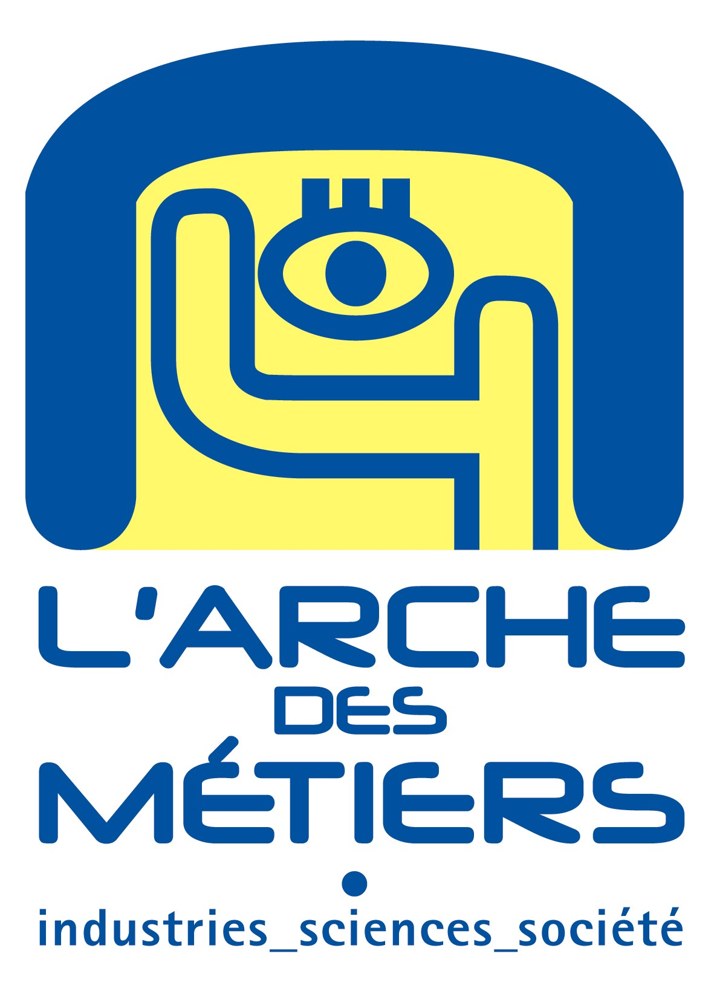 L'ARCHE
DES
MÉTIERS
industries_sciences_société